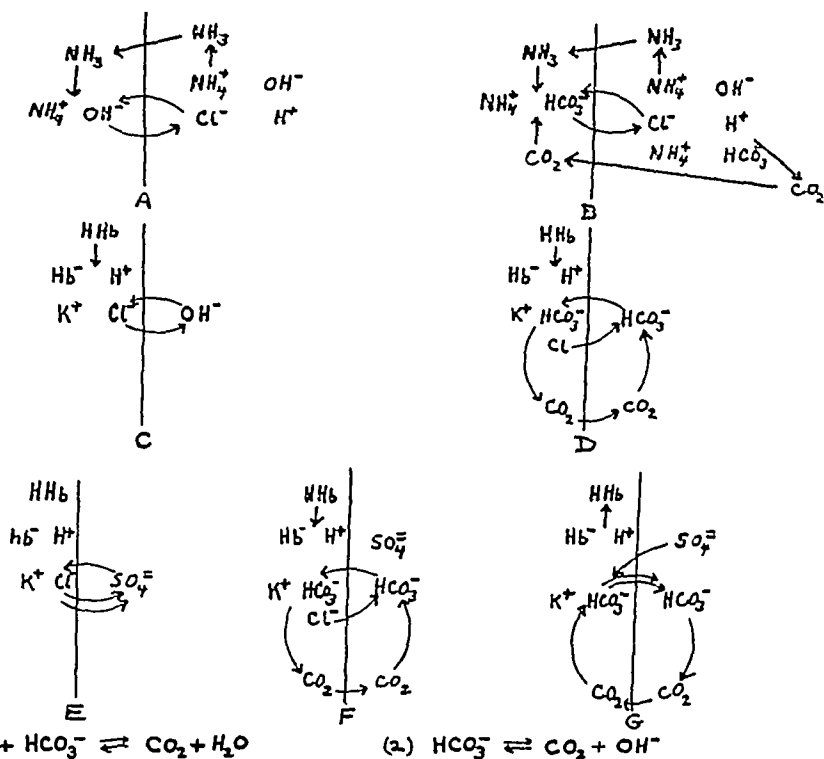 NH3 NH3
NH4+ OH-
NH4+ OH- Cl- H+
A
NH3 NH3
NH4+ OH-
NH4+ HCO3- Cl- H+
CO2 NH4+ HCO3-
CO2
B
HHb
Hb- H+
K+ Cl- OH-
C
HHb
Hb- H+
K+ HCO3- HCO3-
Cl
CO2 CO2
D
HHb
hb- H+
K+ Cl SO4=
E
HHb
Hb- H+ SO4=
K+ HCO3- HCO3-
Cl-
CO2 CO2
F
HHb
Hb- H+ SO4=
K+ HCO3- HCO3-
CO2 CO2
G
+ HCO3- ⇌ CO2 + H2O (2) HCO3- ⇌ CO2 + OH-